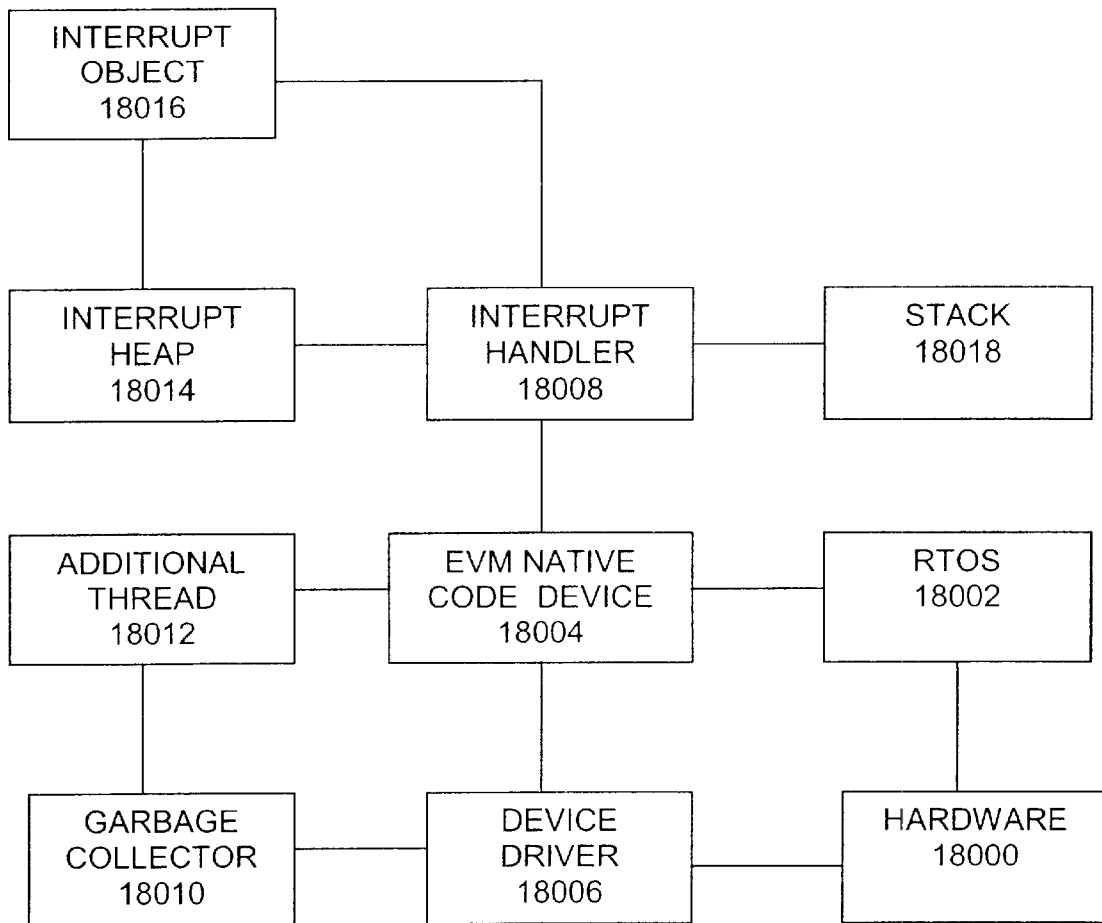 INTERRUPT
OBJECT
18016
INTERRUPT
HEAP
18014
INTERRUPT
HANDLER
18008
STACK
18018
ADDITIONAL
THREAD
18012
EVM NATIVE
CODE DEVICE
18004
RTOS
18002
GARBAGE
COLLECTOR
18010
DEVICE
DRIVER
18006
HARDWARE
18000